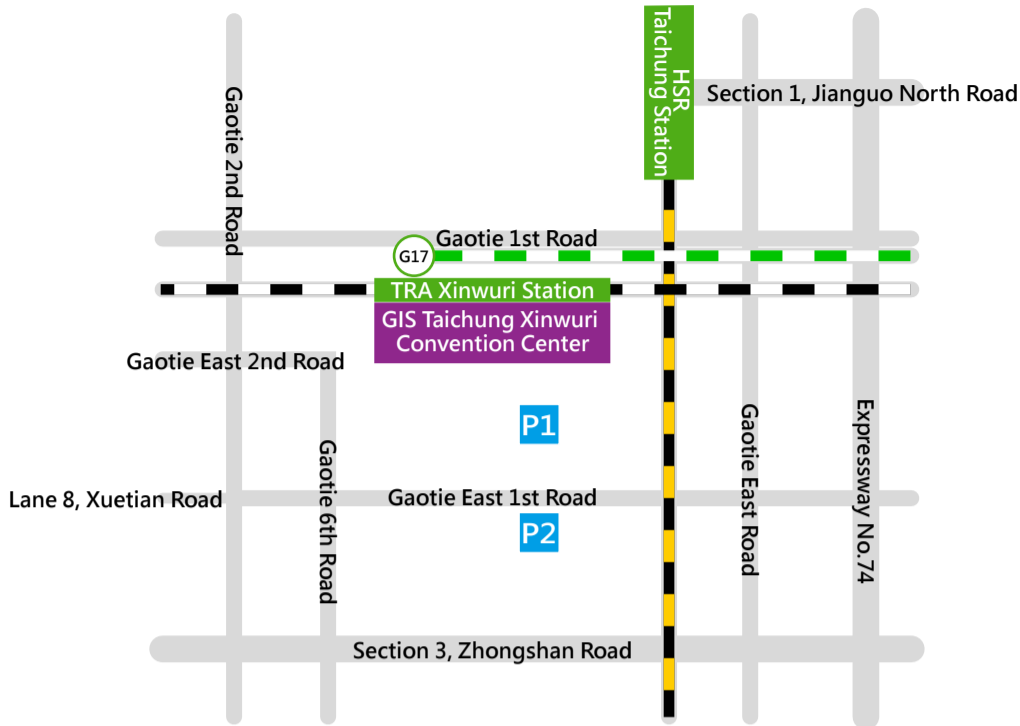 HSR
Taichung Station
Section 1, Jianguo North Road
Gaotie 2nd Road
Gaotie 1st Road
G17
TRA Xinwuri Station
GIS Taichung Xinwuri
Convention Center
Gaotie East 2nd Road
P1
Gaotie East Road
Expressway No.74
Gaotie 6th Road
Lane 8, Xuetian Road
Gaotie East 1st Road
P2
Section 3, Zhongshan Road